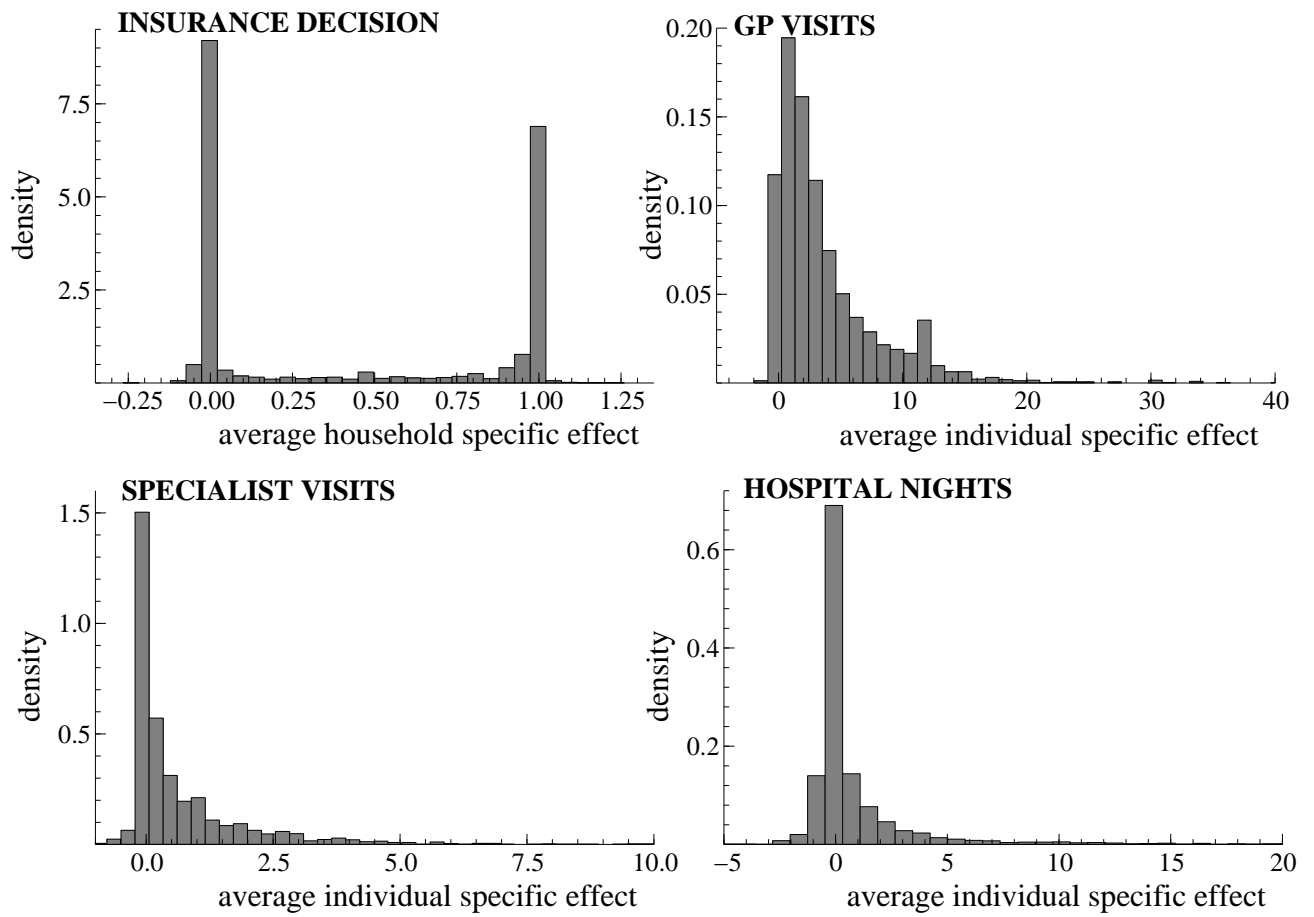 INSURANCE DECISION
7.5
5.0
2.5
density
−0.25 0.00 0.25 0.50 0.75 1.00 1.25
average household specific effect
GP VISITS
0.20
0.15
0.10
0.05
density
0 10 20 30 40
average individual specific effect
SPECIALIST VISITS
1.5
1.0
0.5
density
0.0 2.5 5.0 7.5 10.0
average individual specific effect
HOSPITAL NIGHTS
0.6
0.4
0.2
density
−5 0 5 10 15 20
average individual specific effect